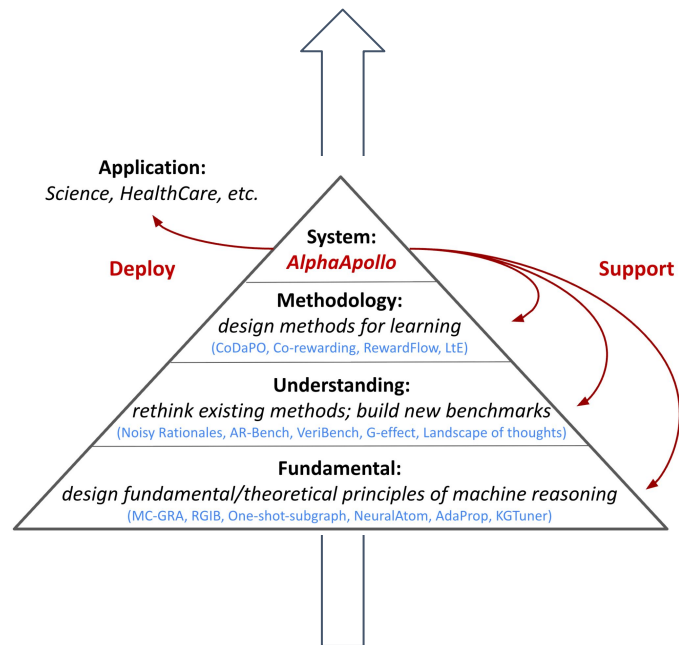 Application:
Science, HealthCare, etc.
System:
AlphaApollo
Deploy
Support
Methodology:
design methods for learning
(CoDaPO, Co-rewarding, RewardFlow, LtE)
Understanding:
rethink existing methods; build new benchmarks
(Noisy Rationales, AR-Bench, VeriBench, G-effect, Landscape of thoughts)
Fundamental:
design fundamental/theoretical principles of machine reasoning
(MC-GRA, RGIB, One-shot-subgraph, NeuralAtom, AdaProp, KGTuner)